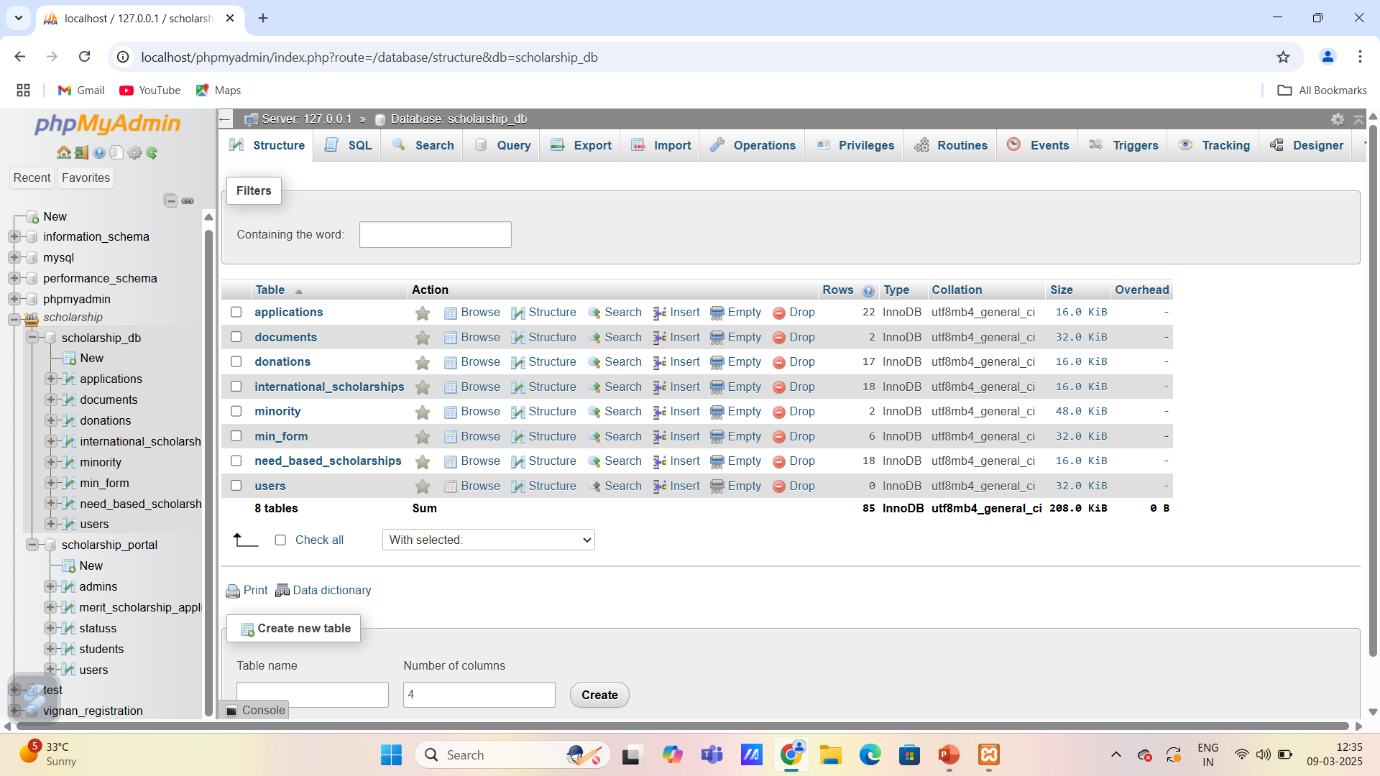 localhost / 127.0.0.1 / scholarsh
localhost/phpmyadmin/index.php?route=/database/structure&db=scholarship_db
Gmail YouTube Maps All Bookmarks
phpMyAdmin
Recent Favorites
New
information_schema
mysql
performance_schema
phpmyadmin
scholarship
scholarship_db
New
applications
documents
donations
international_scholarsh
minority
min_form
need_based_scholarsh
users
scholarship_portal
New
admins
merit_scholarship_appli
statuss
students
users
test
vignan_registration
Server: 127.0.0.1 » Database: scholarship_db
Structure SQL Search Query Export Import Operations Privileges Routines Events Triggers Tracking Designer
Filters
Containing the word:
Table Action Rows Type Collation Size Overhead
applications Browse Structure Search Insert Empty Drop 22 InnoDB utf8mb4_general_ci 16.0 KiB -
documents Browse Structure Search Insert Empty Drop 2 InnoDB utf8mb4_general_ci 32.0 KiB -
donations Browse Structure Search Insert Empty Drop 17 InnoDB utf8mb4_general_ci 16.0 KiB -
international_scholarships Browse Structure Search Insert Empty Drop 18 InnoDB utf8mb4_general_ci 16.0 KiB -
minority Browse Structure Search Insert Empty Drop 2 InnoDB utf8mb4_general_ci 48.0 KiB -
min_form Browse Structure Search Insert Empty Drop 6 InnoDB utf8mb4_general_ci 32.0 KiB -
need_based_scholarships Browse Structure Search Insert Empty Drop 18 InnoDB utf8mb4_general_ci 16.0 KiB -
users Browse Structure Search Insert Empty Drop 0 InnoDB utf8mb4_general_ci 32.0 KiB -
8 tables Sum 85 InnoDB utf8mb4_general_ci 208.0 KiB 0 B
Check all With selected:
Print Data dictionary
Create new table
Table name Number of columns
4 Create
Console
5 33°C
Sunny
Search
ENG
IN
12:35
09-03-2025